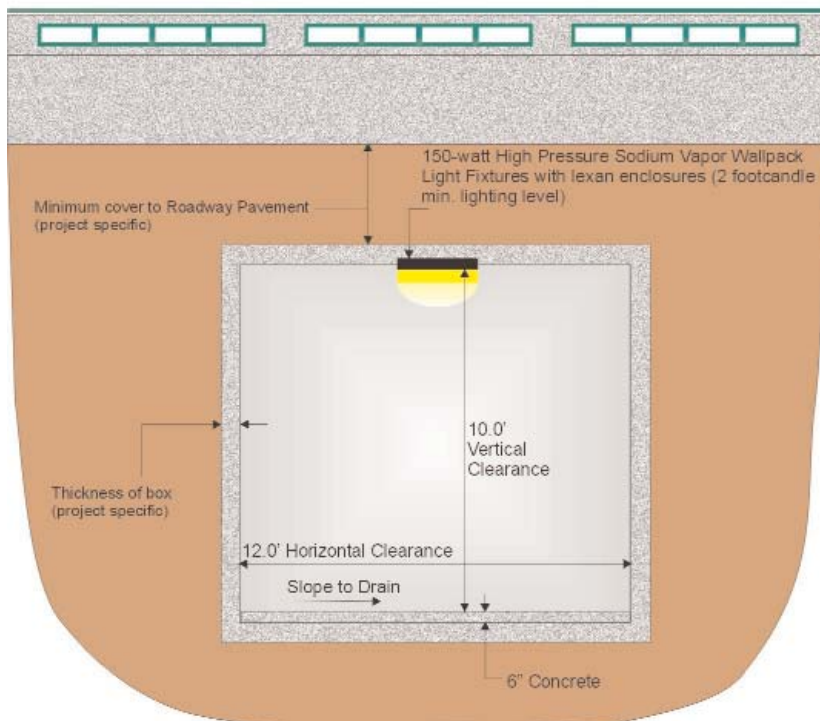 150-watt High Pressure Sodium Vapor Wallpack
Light Fixtures with lexan enclosures (2 footcandle
min. lighting level)
Minimum cover to Roadway Pavement
(project specific)
10.0'
Vertical
Clearance
Thickness of box
(project specific)
12.0' Horizontal Clearance
Slope to Drain
6" Concrete